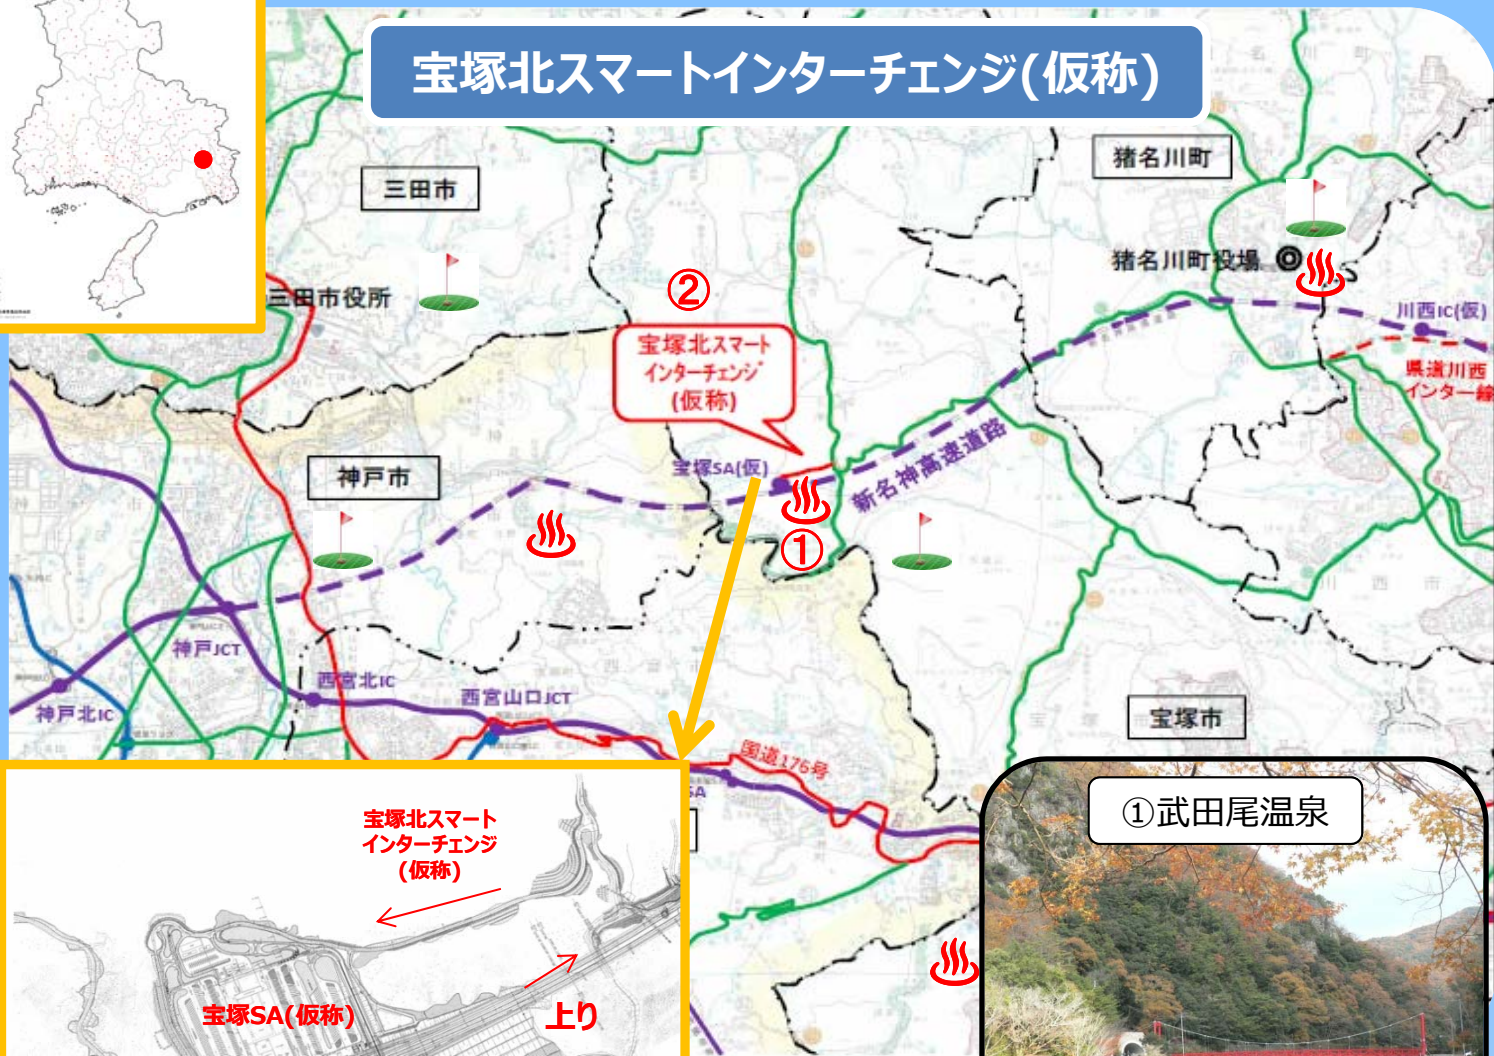 宝塚北スマートインターチェンジ(仮称)
猪名川町
三田市
猪名川町役場
三田市役所
②
川西IC(仮)
宝塚北スマート
インターチェンジ
(仮称)
県道川西
インター線
新名神高速道路
宝塚SA(仮)
神戸市
①
川西市
神戸JCT
西宮北IC
西宮山口JCT
神戸北IC
宝塚市
国道176号
SA
①武田尾温泉
宝塚北スマート
インターチェンジ
(仮称)
宝塚SA(仮称)
上り